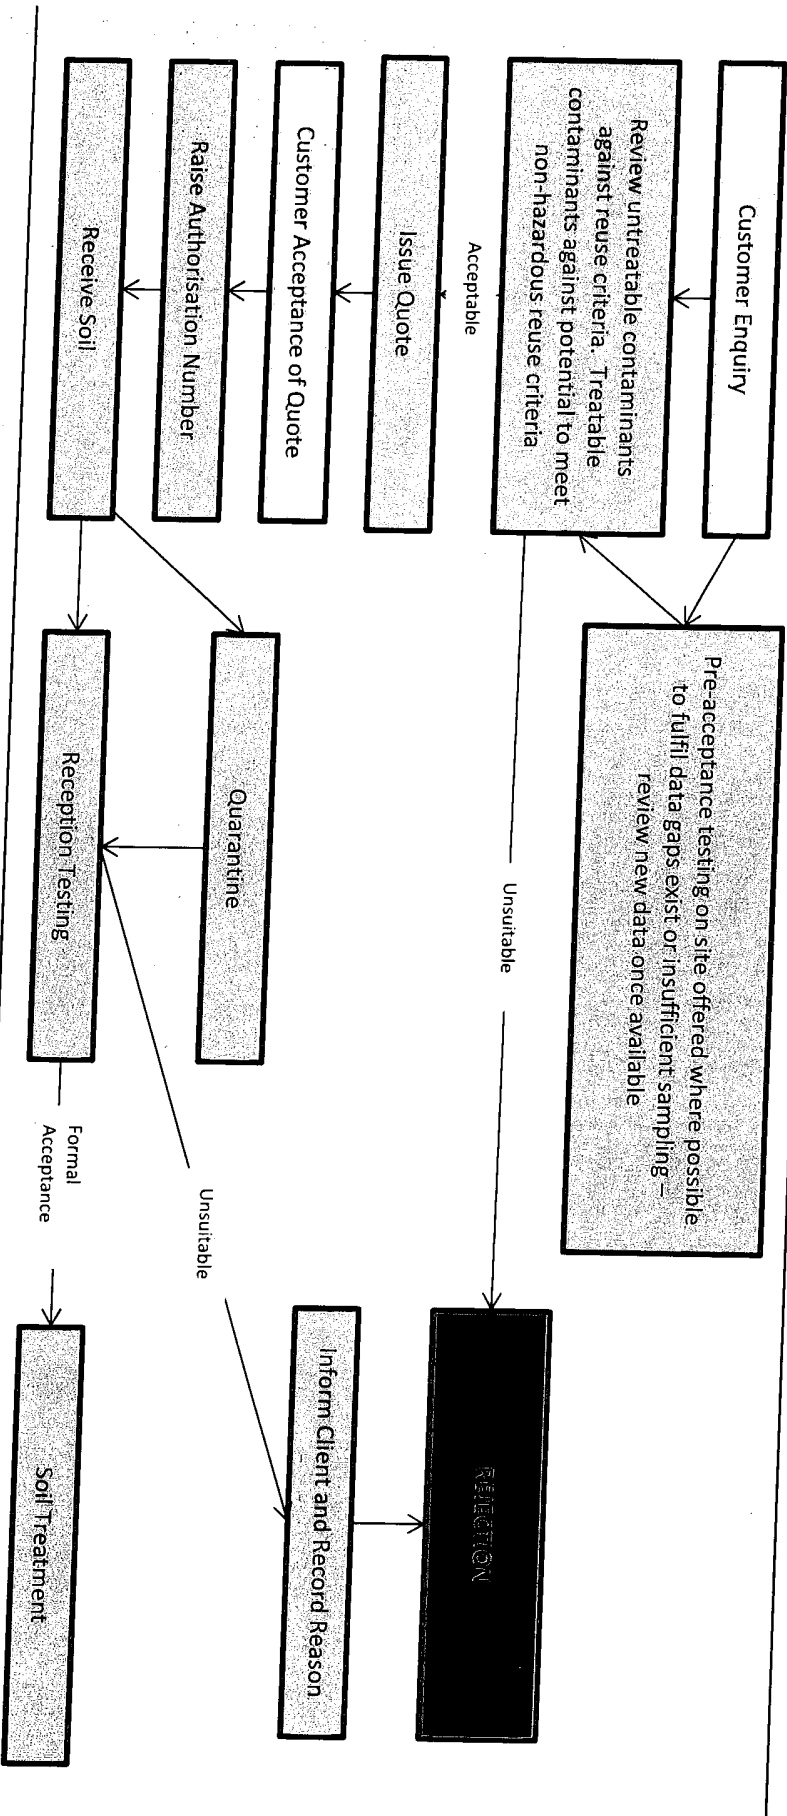 Customer Enquiry
Review untreatable contaminants
against reuse criteria. Treatable
contaminants against potential to meet
non-hazardous reuse criteria
Pre-acceptance testing on site offered where possible
to fulfil data gaps exist or insufficient sampling –
review new data once available
Acceptable
Unsuitable
REJECTION
Issue Quote
Customer Acceptance of Quote
Raise Authorisation Number
Receive Soil
Quarantine
Reception Testing
Unsuitable
Inform Client and Record Reason
Formal
Acceptance
Soil Treatment